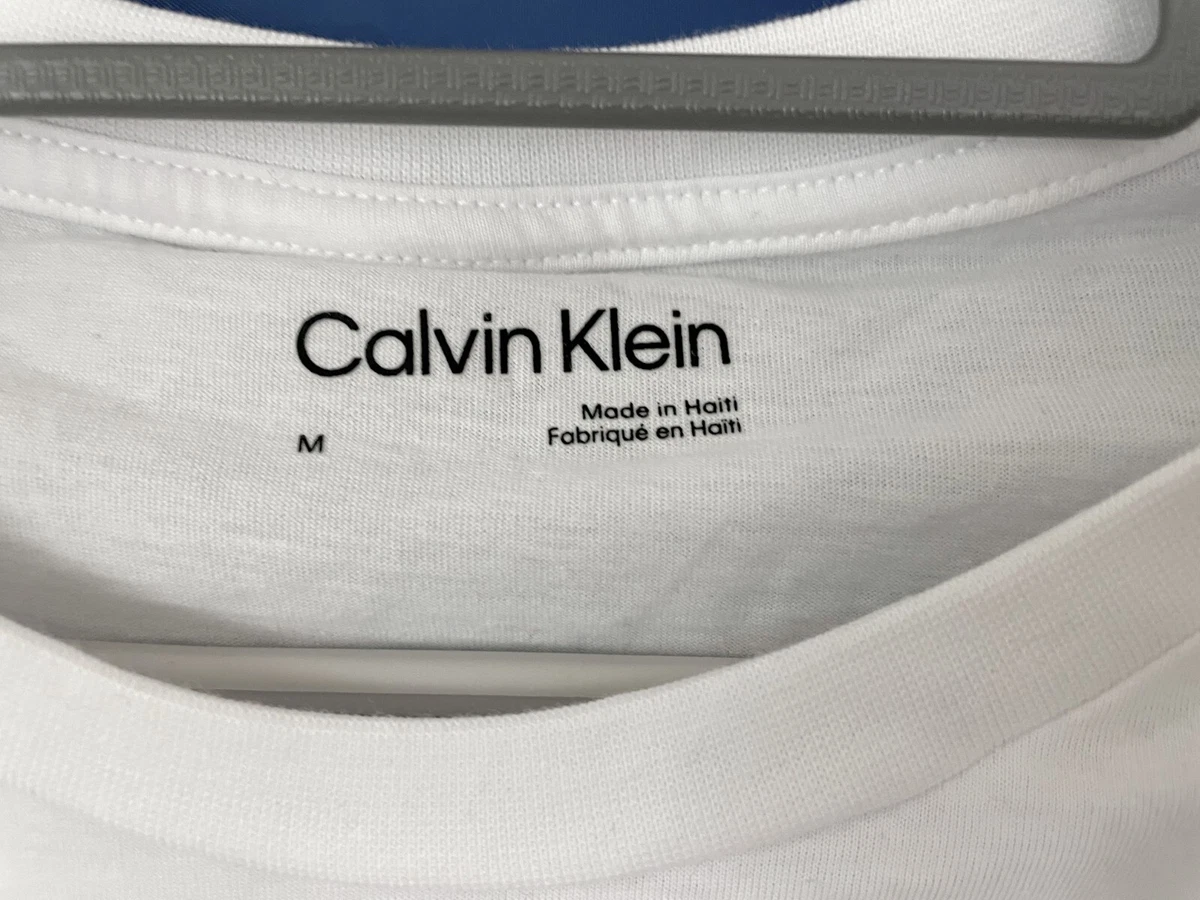 Calvin Klein
Made in Haiti
M
Fabriqué en Haïti